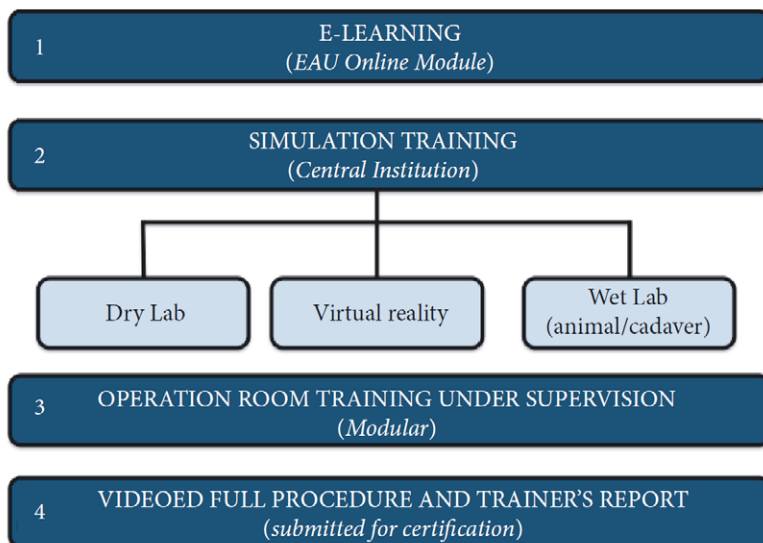 1
E-LEARNING
(EAU Online Module)
2
SIMULATION TRAINING
(Central Institution)
Dry Lab
Virtual reality
Wet Lab
(animal/cadaver)
3
OPERATION ROOM TRAINING UNDER SUPERVISION
(Modular)
4
VIDEOED FULL PROCEDURE AND TRAINER'S REPORT
(submitted for certification)